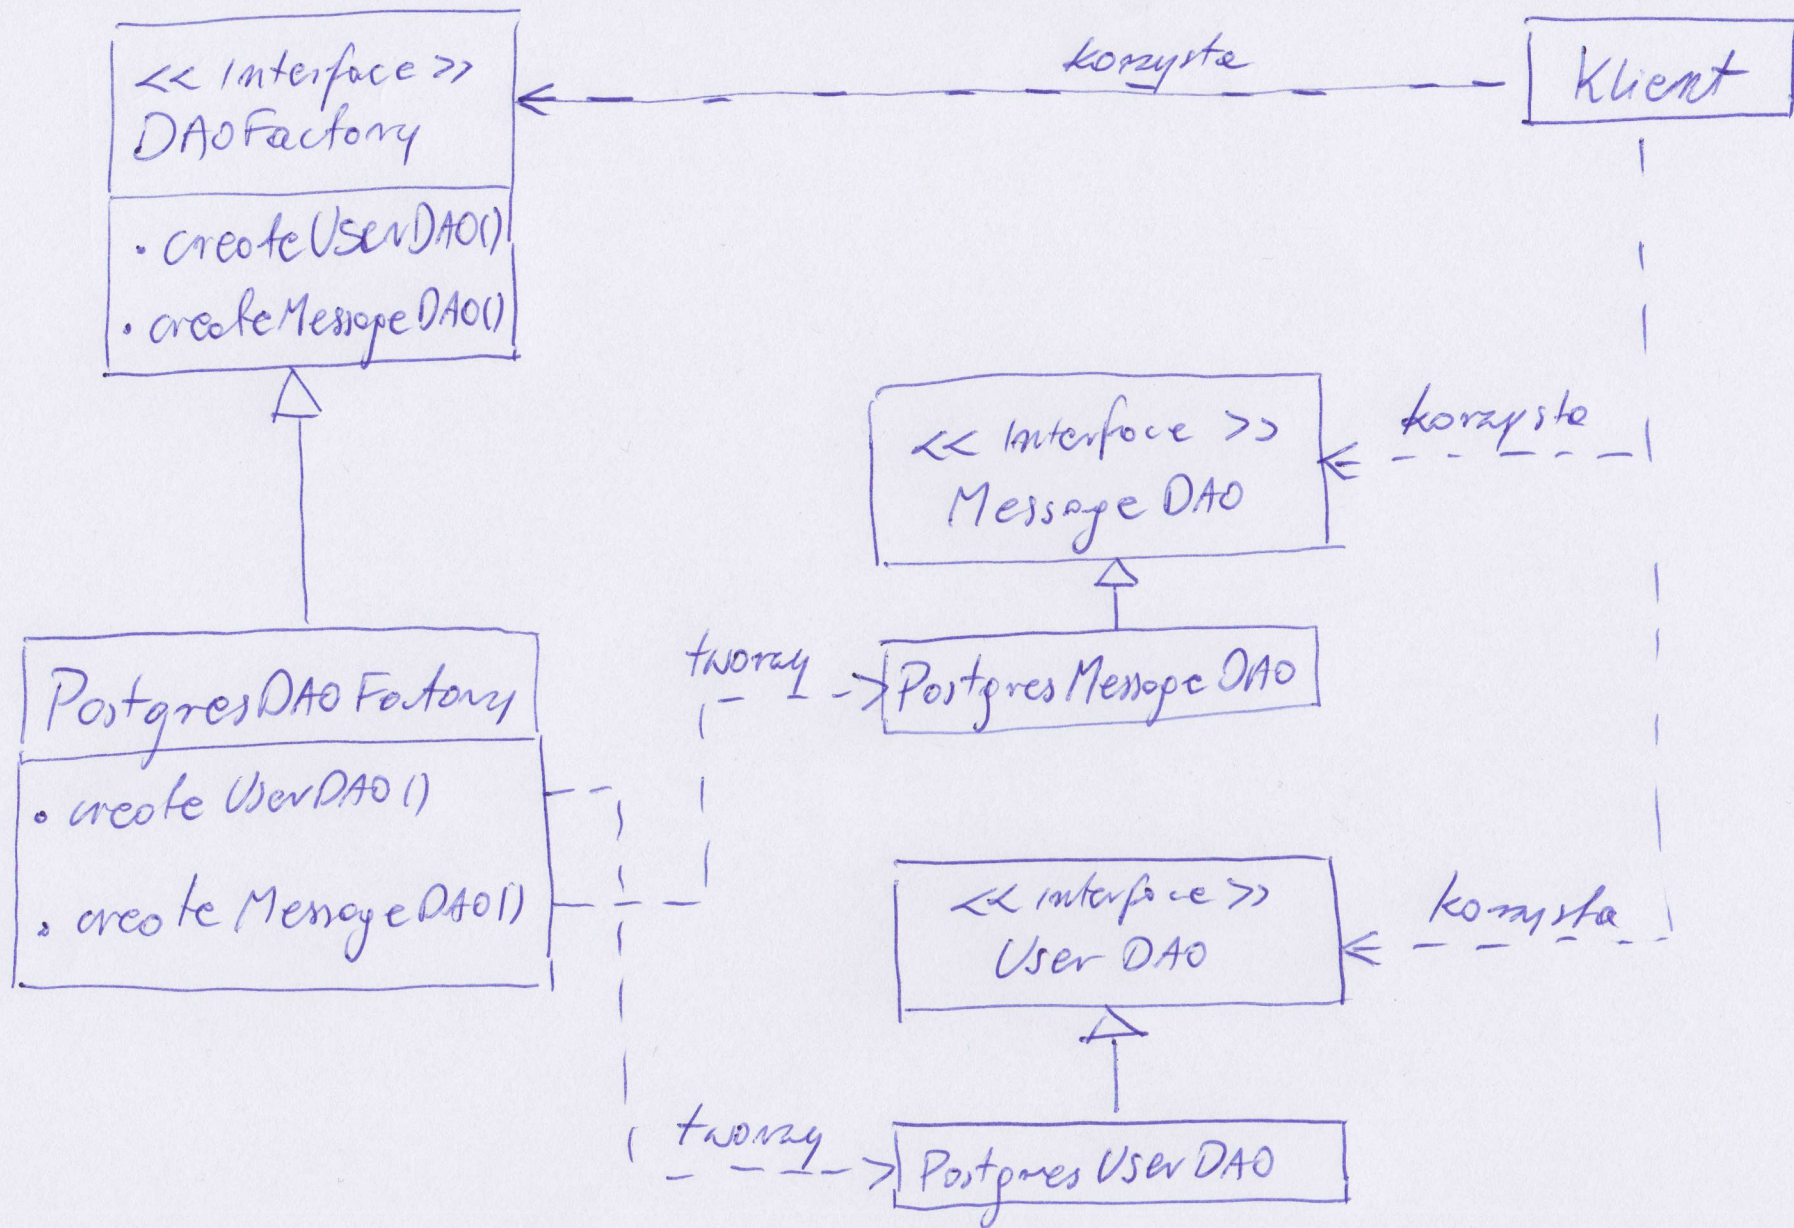 << Interface >>
DAOFactory
• createUserDAO()
• createMessageDAO()
korzysta
Klient
<< Interface >>
MessageDAO
korzysta
PostgresDAOFactory
• createUserDAO()
• createMessageDAO()
tworzy
PostgresMessageDAO
<< interface >>
UserDAO
korzysta
tworzy
PostgresUserDAO